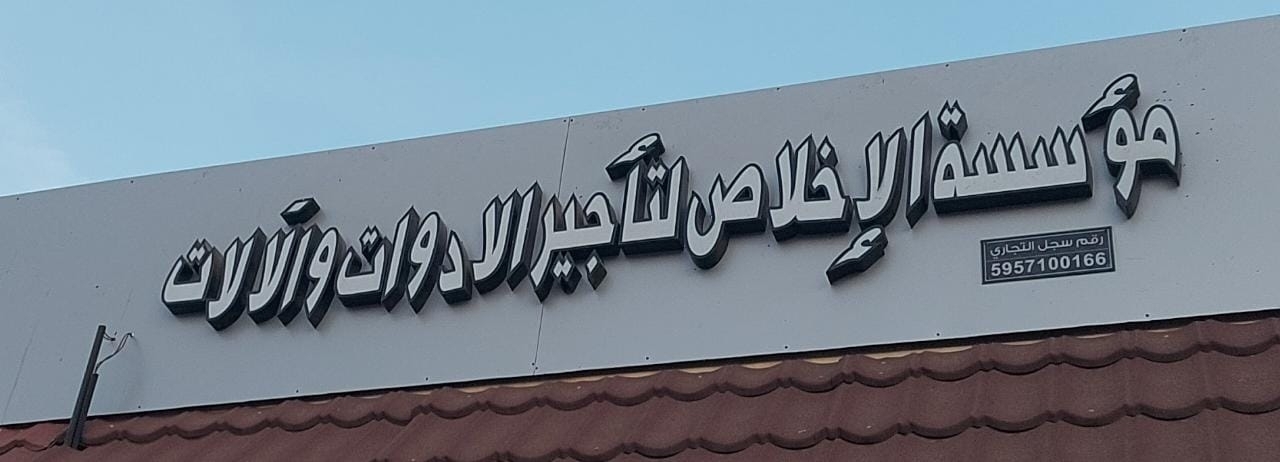 مؤسسة الإخلاص لتأجير الادوات والآلات
رقم سجل التجاري
5957100166